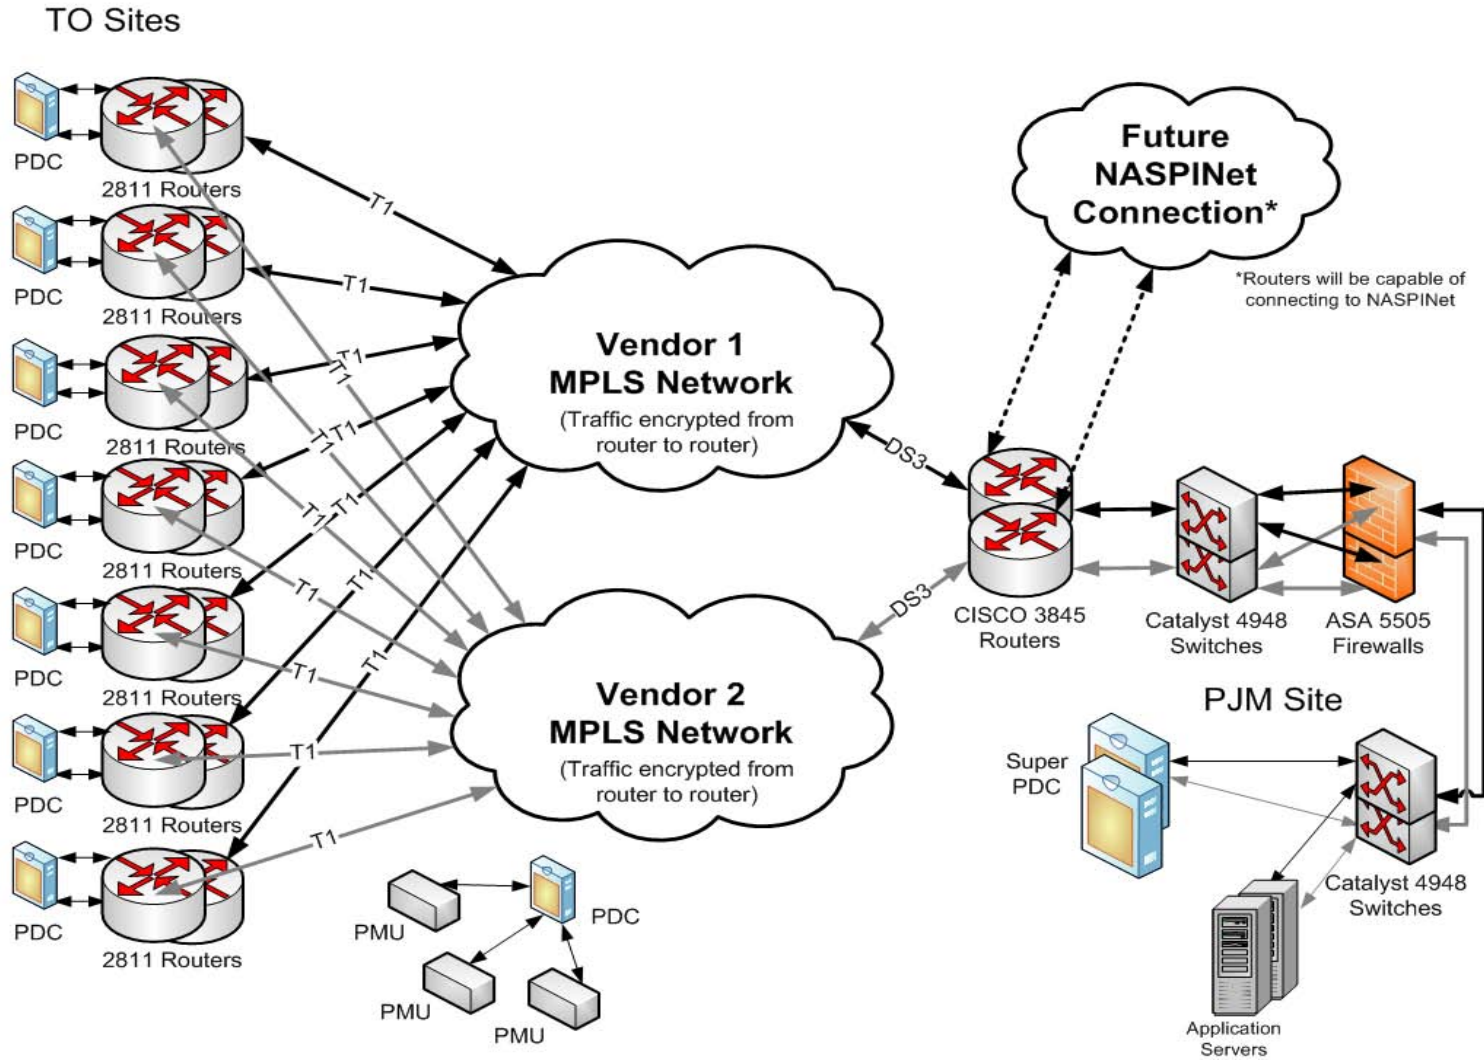 TO Sites
PDC
2811 Routers
PDC
2811 Routers
PDC
2811 Routers
PDC
2811 Routers
PDC
2811 Routers
PDC
2811 Routers
PDC
2811 Routers
T1
T1
T1
T1
T1
T1
T1
T1
T1
T1
T1
T1
T1
T1
Vendor 1
MPLS Network
(Traffic encrypted from
router to router)
Vendor 2
MPLS Network
(Traffic encrypted from
router to router)
PMU
PDC
PMU
PMU
DS3
DS3
Future
NASPINet
Connection*
*Routers will be capable of
connecting to NASPINet
CISCO 3845
Routers
Catalyst 4948
Switches
ASA 5505
Firewalls
PJM Site
Super
PDC
Catalyst 4948
Switches
Application
Servers